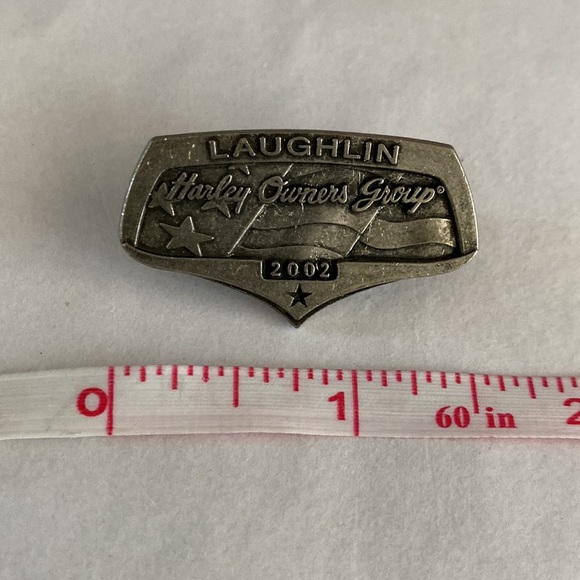 LAUGHLIN
Harley Owners Group®
2002
0 1 60 in 2